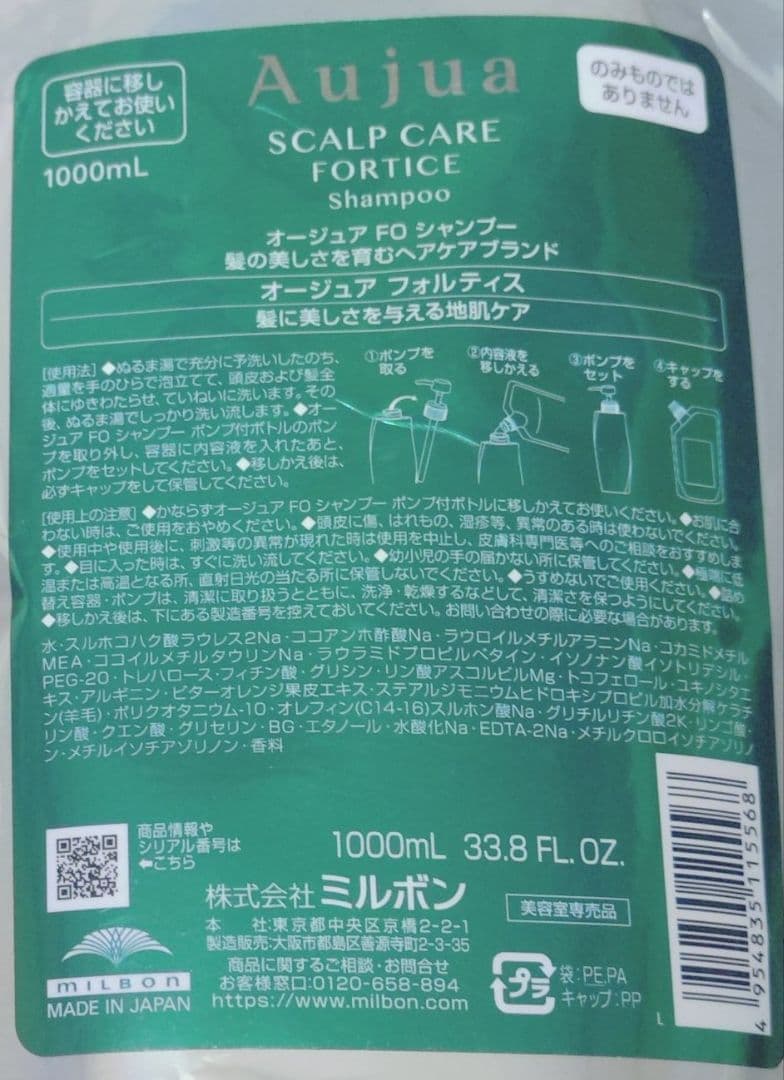 容器に移し
かえてお使い
ください
1000mL
Aujua
SCALP CARE
FORTICE
Shampoo
のみものでは
ありません
オージュア FO シャンプー
髪の美しさを育むヘアケアブランド
オージュア フォルティス
髪に美しさを与える地肌ケア
[使用法] ◆ぬるま湯で充分に予洗いしたのち、
適量を手のひらで泡立てて、頭皮および髪全
体にゆきわたらせ、ていねいに洗います。その
後、ぬるま湯でしっかり洗い流します。◆オー
ジュア FO シャンプー ポンプ付ボトルのポン
プを取り外し、容器に内容液を入れたあと、
ポンプをセットしてください。◆移しかえ後は、
必ずキャップをして保管してください。
①ポンプを
取る
②内容液を
移しかえる
③ポンプを
セット
④キャップを
する
[使用上の注意] ◆かならずオージュア FO シャンプー ポンプ付ボトルに移しかえてお使いください。◆お肌に合
わない時は、ご使用をおやめください。◆頭皮に傷、はれもの、湿疹等、異常のある時は使わないでください。
◆使用中や使用後に、刺激等の異常が現れた時は使用を中止し、皮膚科専門医等へのご相談をおすすめしま
す。◆目に入った時は、すぐに洗い流してください。◆幼小児の手の届かない所に保管してください。◆極端に低
温または高温となる所、直射日光の当たる所に保管しないでください。◆うすめないでご使用ください。◆詰め
替え容器・ポンプは、清潔に取り扱うとともに、洗浄・乾燥するなどして、清潔さを保つようにしてください。
◆移しかえ後は、下にある製造番号を控えておいてください。お問い合わせの際に必要な場合があります。
水・スルホコハク酸ラウレス2Na・ココアンホ酢酸Na・ラウロイルメチルアラニンNa・コカミドメチル
MEA・ココイルメチルタウリンNa・ラウラミドプロピルベタイン・イソノナン酸イソトリデシル・
PEG-20・トレハロース・フィチン酸・グリシン・リン酸アスコルビルMg・トコフェロール・ユキノシタエ
キス・アルギニン・ビターオレンジ果皮エキス・ステアルジモニウムヒドロキシプロピル加水分解ケラチ
ン(羊毛)・ポリクオタニウム-10・オレフィン(C14-16)スルホン酸Na・グリチルリチン酸2K・リンゴ酸・
リン酸・クエン酸・グリセリン・BG・エタノール・水酸化Na・EDTA-2Na・メチルクロロイソチアゾリノ
ン・メチルイソチアゾリノン・香料
商品情報や
シリアル番号は
←こちら
1000mL 33.8 FL. OZ.
株式会社 ミルボン
美容室専売品
本 社:東京都中央区京橋2-2-1
製造販売:大阪市都島区善源寺町2-3-35
商品に関するご相談・お問合せ
お客様窓口:0120-658-894
https://www.milbon.com
MILBON
MADE IN JAPAN
プラ
袋:PE,PA
キャップ:PP
L
4 954835 115568